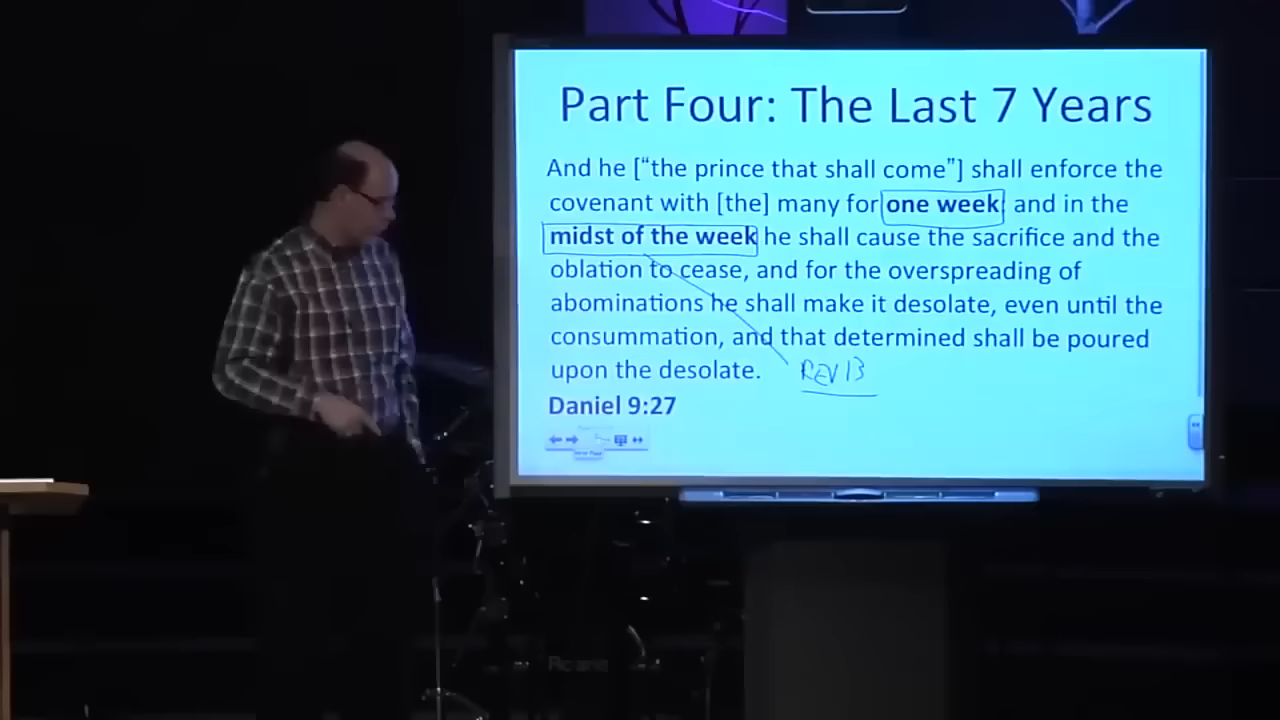 Part Four: The Last 7 Years
And he [“the prince that shall come”] shall enforce the
covenant with [the] many for one week; and in the
midst of the week he shall cause the sacrifice and the
oblation to cease, and for the overspreading of
abominations he shall make it desolate, even until the
consummation, and that determined shall be poured
upon the desolate. REV 13
Daniel 9:27
Roland